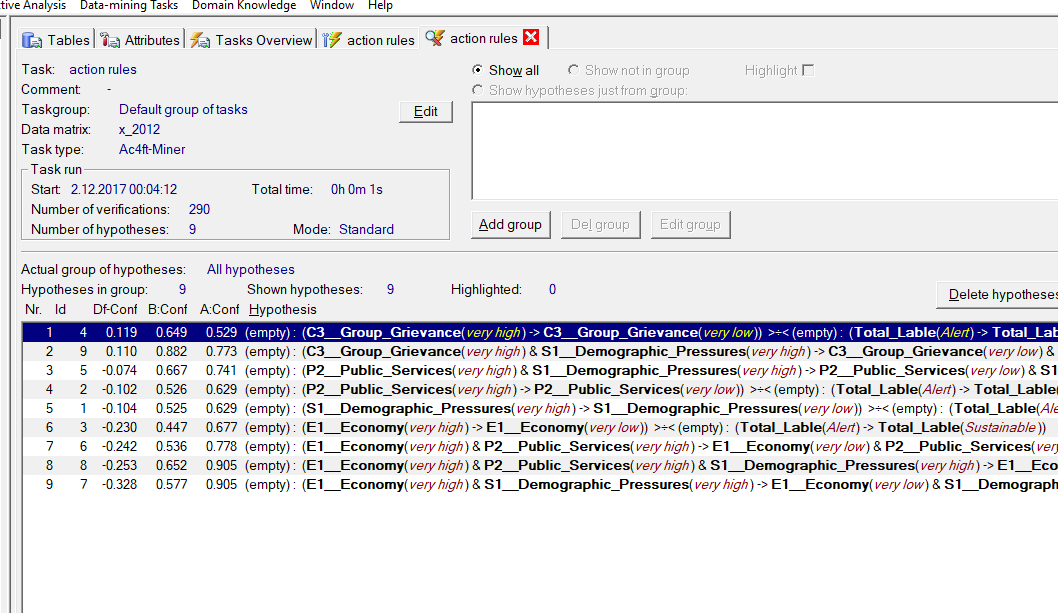 ctive Analysis Data-mining Tasks Domain Knowledge Window Help
Tables Attributes Tasks Overview action rules action rules
Task: action rules
Comment: -
Taskgroup: Default group of tasks
Data matrix: x_2012
Task type: Ac4ft-Miner
Edit
Task run
Start: 2.12.2017 00:04:12 Total time: 0h 0m 1s
Number of verifications: 290
Number of hypotheses: 9 Mode: Standard
Show all Show not in group Highlight
Show hypotheses just from group:
Add group Del group Edit group
Actual group of hypotheses: All hypotheses
Hypotheses in group: 9 Shown hypotheses: 9 Highlighted: 0
Delete hypotheses
Nr. Id Df-Conf B:Conf A:Conf Hypothesis
1 4 0.119 0.649 0.529 (empty) : (C3__Group_Grievance(very high) -> C3__Group_Grievance(very low)) >÷< (empty) : (Total_Lable(Alert) -> Total_Lab
2 9 0.110 0.882 0.773 (empty) : (C3__Group_Grievance(very high) & S1__Demographic_Pressures(very high) -> C3__Group_Grievance(very low) &
3 5 -0.074 0.667 0.741 (empty) : (P2__Public_Services(very high) & S1__Demographic_Pressures(very high) -> P2__Public_Services(very low) & S1
4 2 -0.102 0.526 0.629 (empty) : (P2__Public_Services(very high) -> P2__Public_Services(very low)) >÷< (empty) : (Total_Lable(Alert) -> Total_Lable
5 1 -0.104 0.525 0.629 (empty) : (S1__Demographic_Pressures(very high) -> S1__Demographic_Pressures(very low)) >÷< (empty) : (Total_Lable(Ale
6 3 -0.230 0.447 0.677 (empty) : (E1__Economy(very high) -> E1__Economy(very low)) >÷< (empty) : (Total_Lable(Alert) -> Total_Lable(Sustainable))
7 6 -0.242 0.536 0.778 (empty) : (E1__Economy(very high) & P2__Public_Services(very high) -> E1__Economy(very low) & P2__Public_Services(very
8 8 -0.253 0.652 0.905 (empty) : (E1__Economy(very high) & P2__Public_Services(very high) & S1__Demographic_Pressures(very high) -> E1__Eco
9 7 -0.328 0.577 0.905 (empty) : (E1__Economy(very high) & S1__Demographic_Pressures(very high) -> E1__Economy(very low) & S1__Demograph